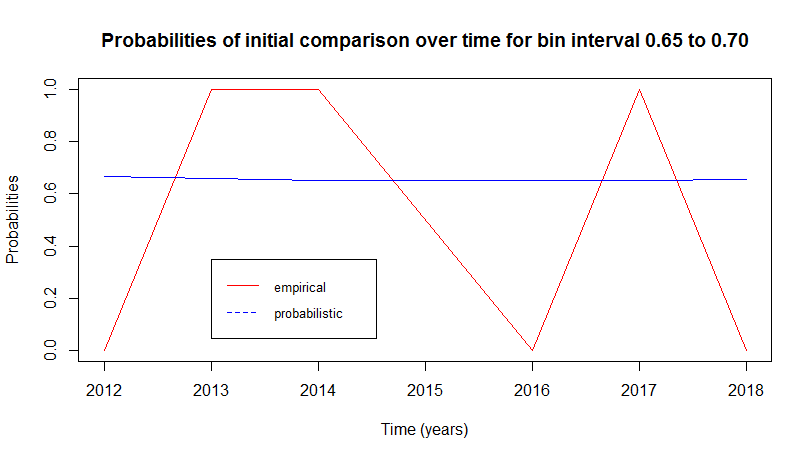 Probabilities of initial comparison over time for bin interval 0.65 to 0.70
Probabilities
1.0
0.8
0.6
0.4
0.2
0.0
empirical
probabilistic
2012 2013 2014 2015 2016 2017 2018
Time (years)